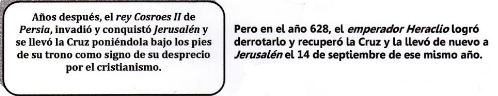 Años después, el rey Cosroes II de
Persia, invadió y conquistó Jerusalén y
se llevó la Cruz poniéndola bajo los pies
de su trono como signo de su desprecio
por el cristianismo.
Pero en el año 628, el emperador Heraclio logró
derrotarlo y recuperó la Cruz y la llevó de nuevo a
Jerusalén el 14 de septiembre de ese mismo año.